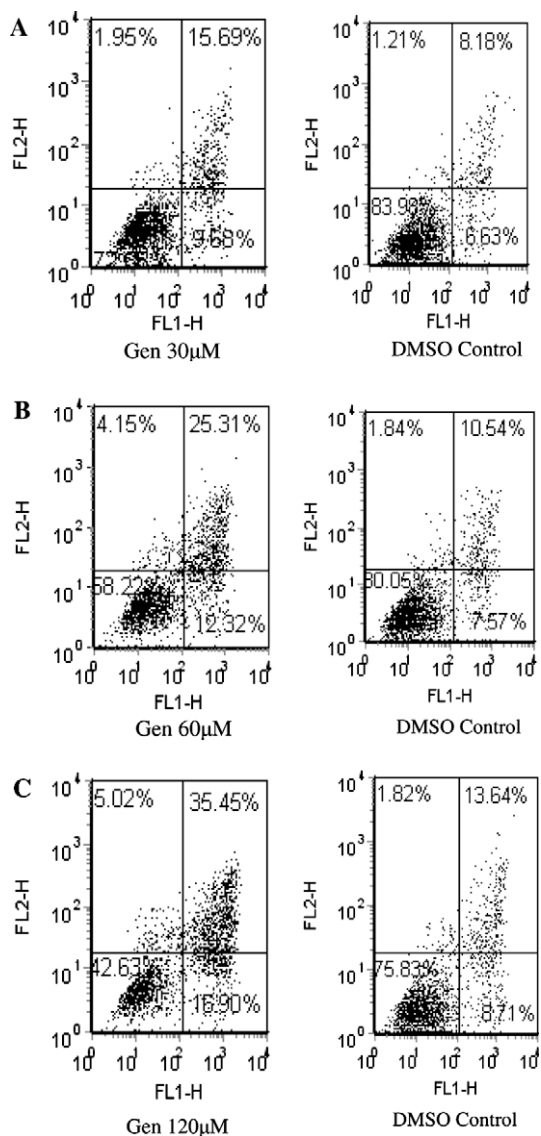 A
10⁴
10³
10²
10¹
10⁰
FL2-H
1.95% 15.69%
9.68%
10⁰ 10¹ 10² 10³ 10⁴
FL1-H
Gen 30μM
10⁴
10³
10²
10¹
10⁰
FL2-H
1.21% 8.18%
83.98% 6.63%
10⁰ 10¹ 10² 10³ 10⁴
FL1-H
DMSO Control
B
10⁴
10³
10²
10¹
10⁰
FL2-H
4.15% 25.31%
58.22% 12.32%
10⁰ 10¹ 10² 10³ 10⁴
FL1-H
Gen 60μM
10⁴
10³
10²
10¹
10⁰
FL2-H
1.84% 10.54%
80.05% 7.57%
10⁰ 10¹ 10² 10³ 10⁴
FL1-H
DMSO Control
C
10⁴
10³
10²
10¹
10⁰
FL2-H
5.02% 35.45%
42.63% 16.90%
10⁰ 10¹ 10² 10³ 10⁴
FL1-H
Gen 120μM
10⁴
10³
10²
10¹
10⁰
FL2-H
1.82% 13.64%
75.83% 8.71%
10⁰ 10¹ 10² 10³ 10⁴
FL1-H
DMSO Control